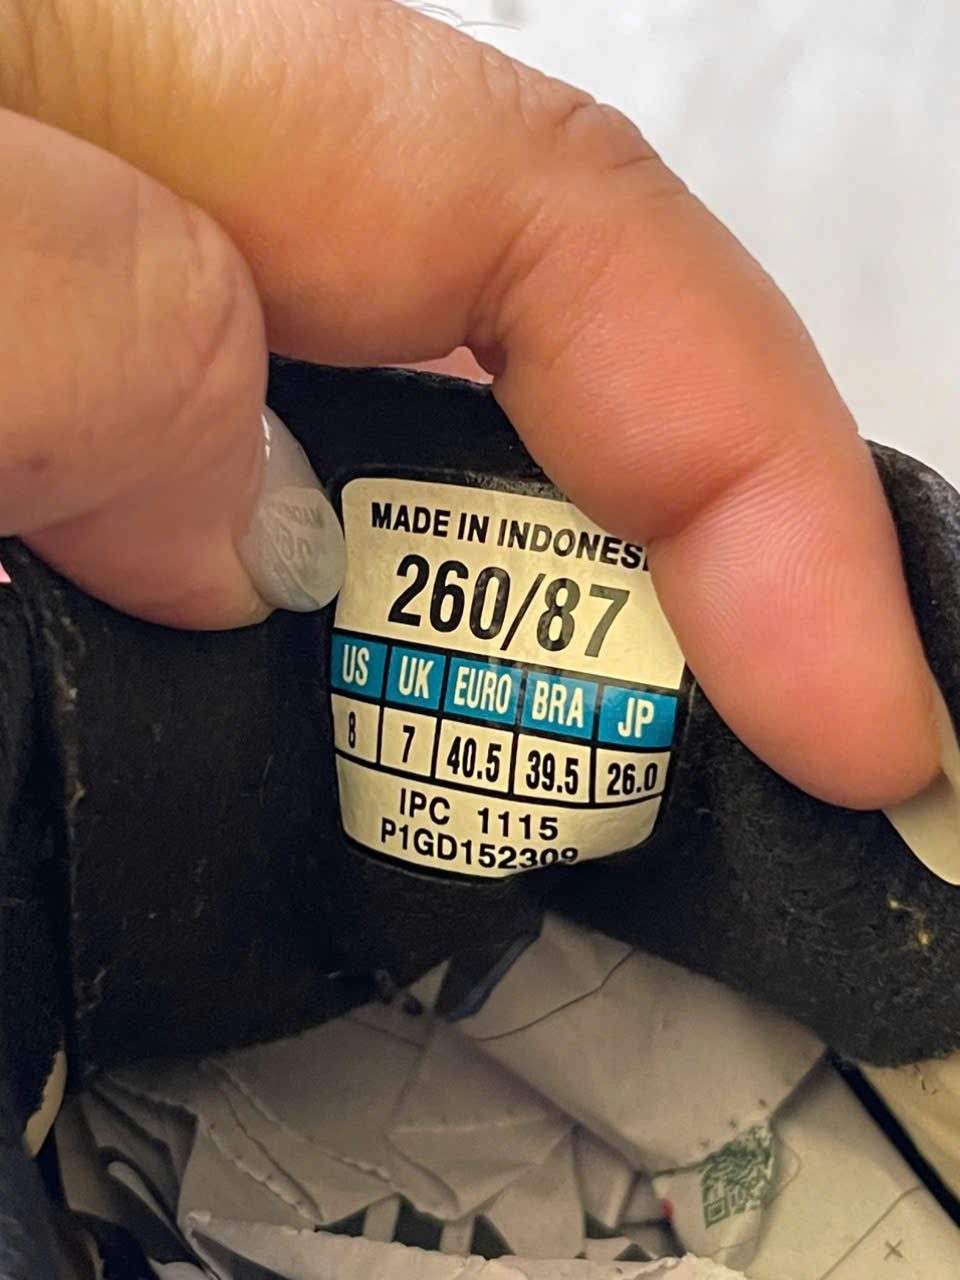 MADE IN INDONESI
260/87
US UK EURO BRA JP
8 7 40.5 39.5 26.0
IPC 1115
P1GD152309